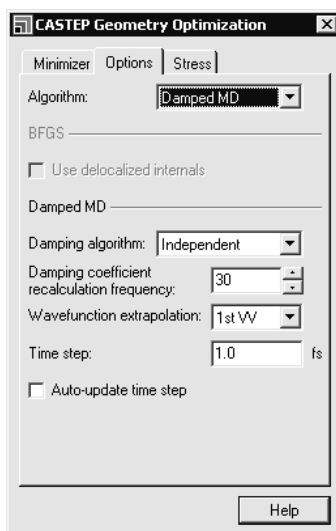 CASTEP Geometry Optimization
Minimizer Options Stress
Algorithm: Damped MD
BFGS
Use delocalized internals
Damped MD
Damping algorithm: Independent
Damping coefficient
recalculation frequency: 30
Wavefunction extrapolation: 1st VV
Time step: 1.0 fs
Auto-update time step
Help